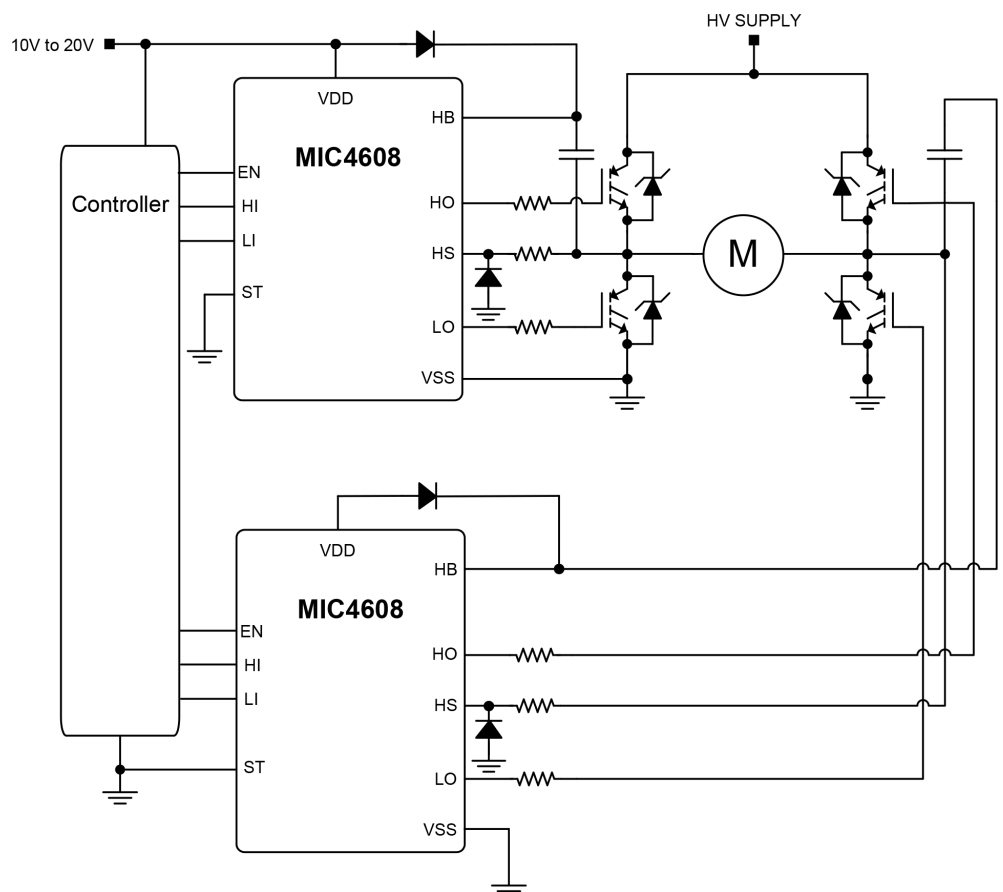 HV SUPPLY
10V to 20V
VDD
HB
MIC4608
Controller
EN
HI
HO
LI
HS
M
ST
LO
VSS
VDD
HB
MIC4608
EN
HO
HI
LI
HS
ST
LO
VSS